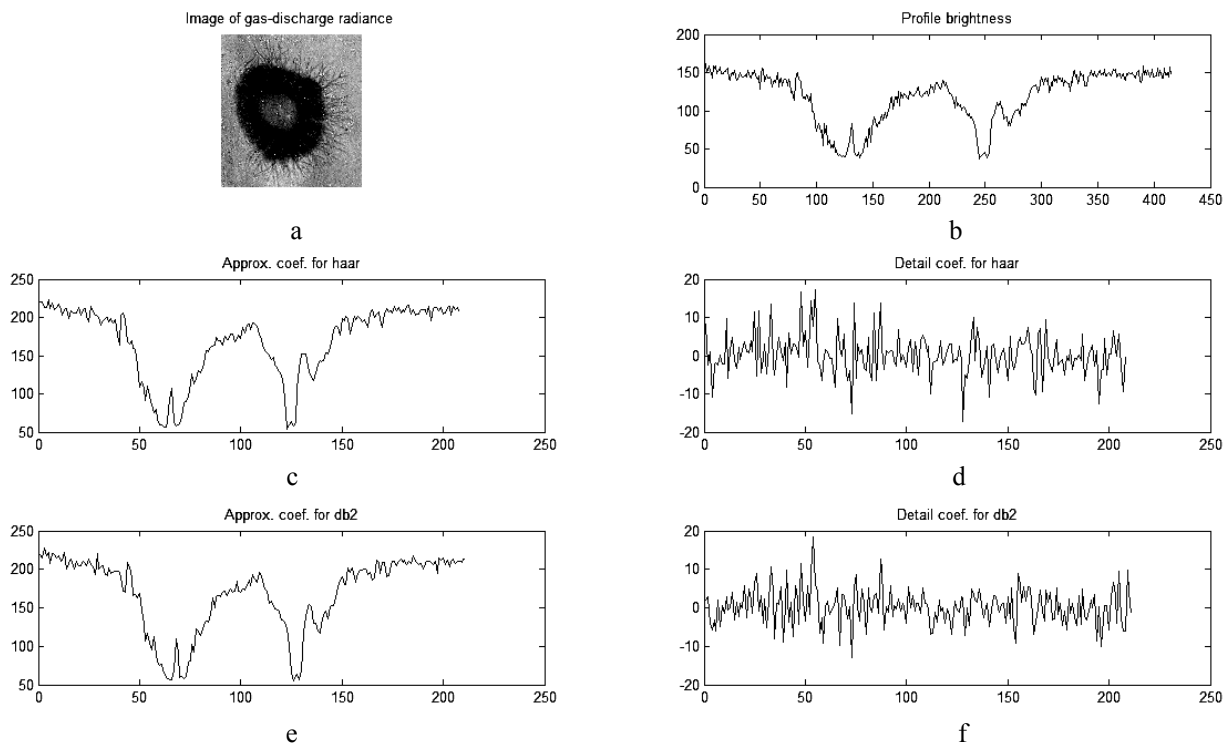 Image of gas-discharge radiance
a
Profile brightness
200
150
100
50
0
0 50 100 150 200 250 300 350 400 450
b
Approx. coef. for haar
250
200
150
100
50
0 50 100 150 200 250
c
Detail coef. for haar
20
10
0
-10
-20
0 50 100 150 200 250
d
Approx. coef. for db2
250
200
150
100
50
0 50 100 150 200 250
e
Detail coef. for db2
20
10
0
-10
-20
0 50 100 150 200 250
f